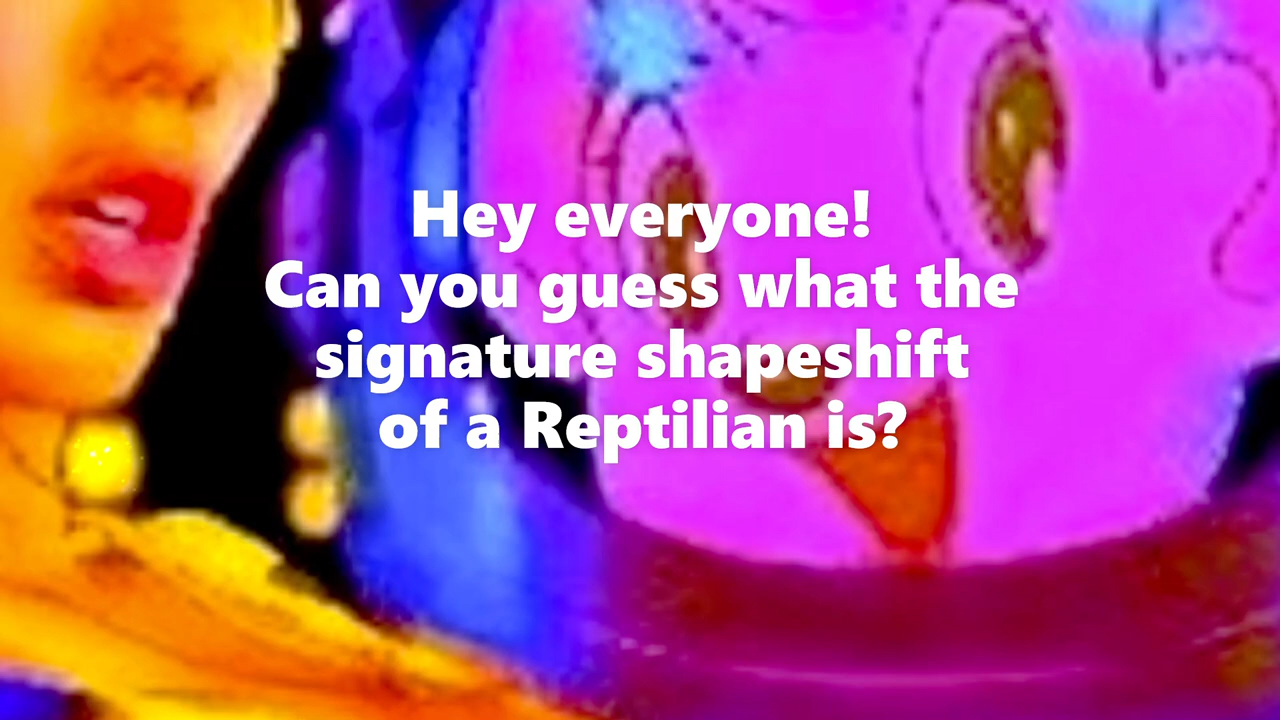 Hey everyone!
Can you guess what the
signature shapeshift
of a Reptilian is?